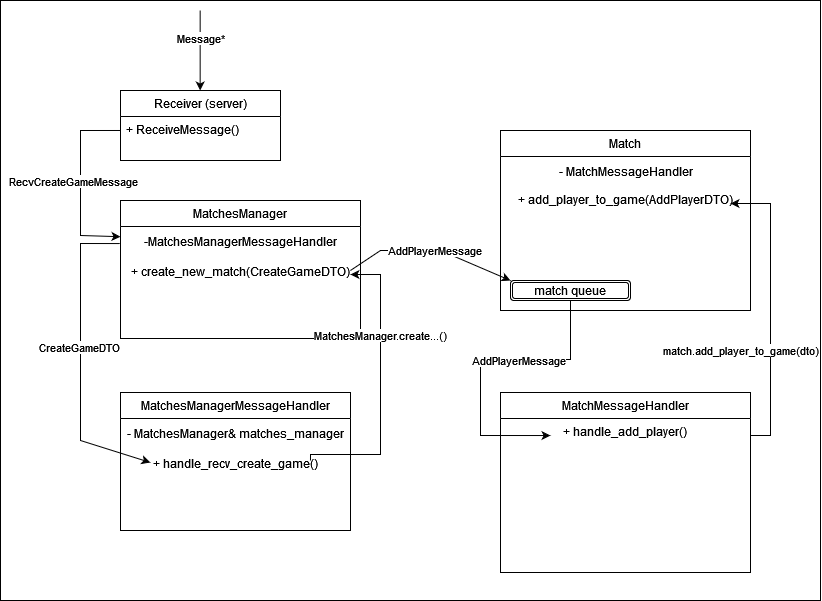 Message*
Receiver (server)
+ ReceiveMessage()
RecvCreateGameMessage
MatchesManager
-MatchesManagerMessageHandler
+ create_new_match(CreateGameDTO)
AddPlayerMessage
Match
- MatchMessageHandler
+ add_player_to_game(AddPlayerDTO)
match queue
CreateGameDTO
MatchesManager.create...()
AddPlayerMessage
match.add_player_to_game(dto)
MatchesManagerMessageHandler
- MatchesManager& matches_manager
+ handle_recv_create_game()
MatchMessageHandler
+ handle_add_player()